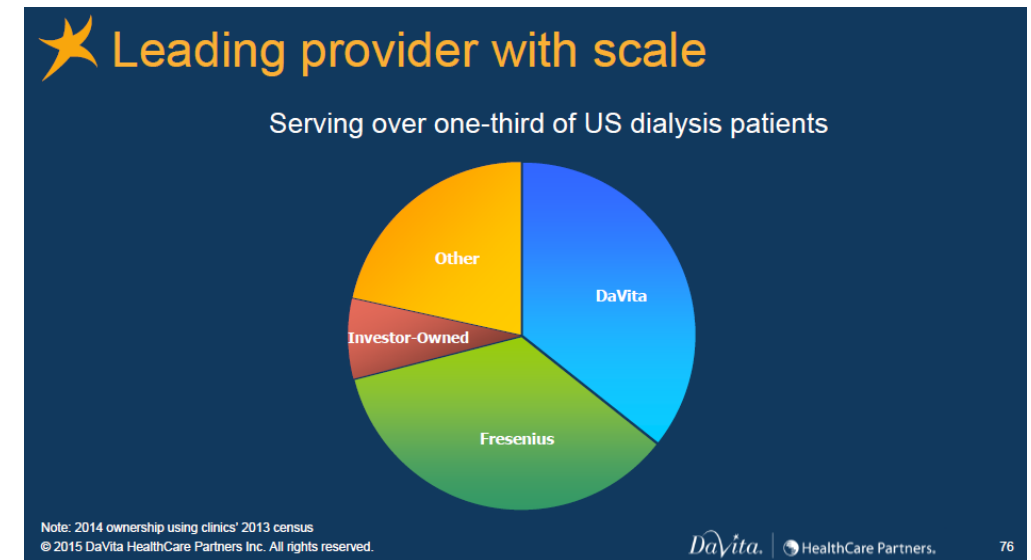 Leading provider with scale
Serving over one-third of US dialysis patients
Other
DaVita
Investor-Owned
Fresenius
Note: 2014 ownership using clinics' 2013 census
© 2015 DaVita HealthCare Partners Inc. All rights reserved.
DaVita. HealthCare Partners. 76